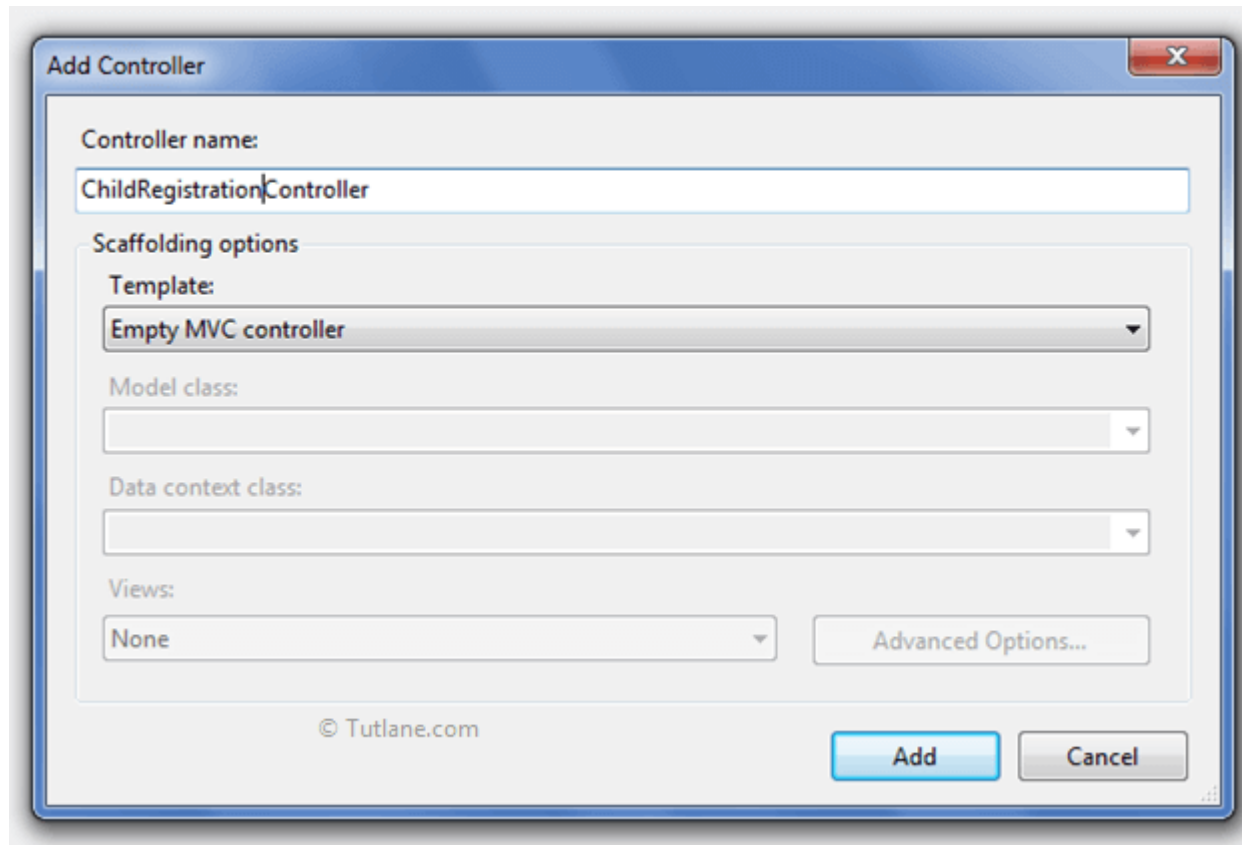 Add Controller
Controller name:
ChildRegistrationController
Scaffolding options
Template:
Empty MVC controller
Model class:
Data context class:
Views:
None
Advanced Options...
© Tutlane.com
Add
Cancel